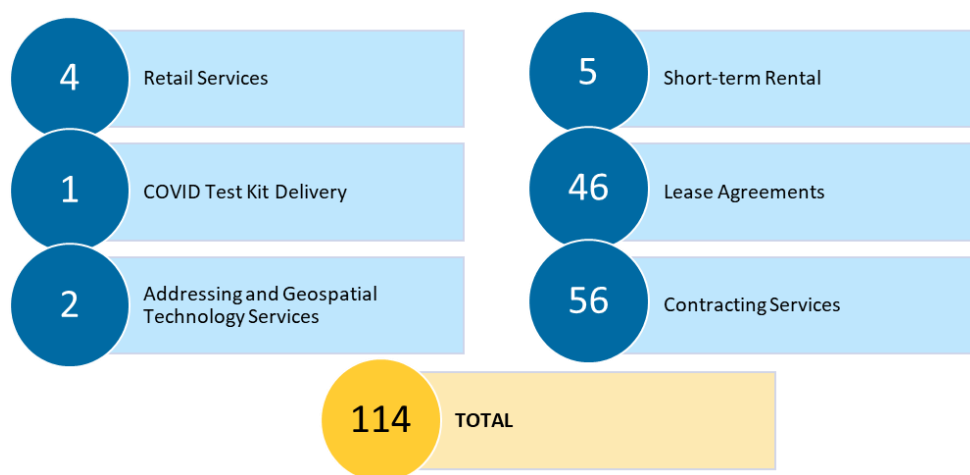 4
Retail Services
1
COVID Test Kit Delivery
2
Addressing and Geospatial
Technology Services
5
Short-term Rental
46
Lease Agreements
56
Contracting Services
114
TOTAL